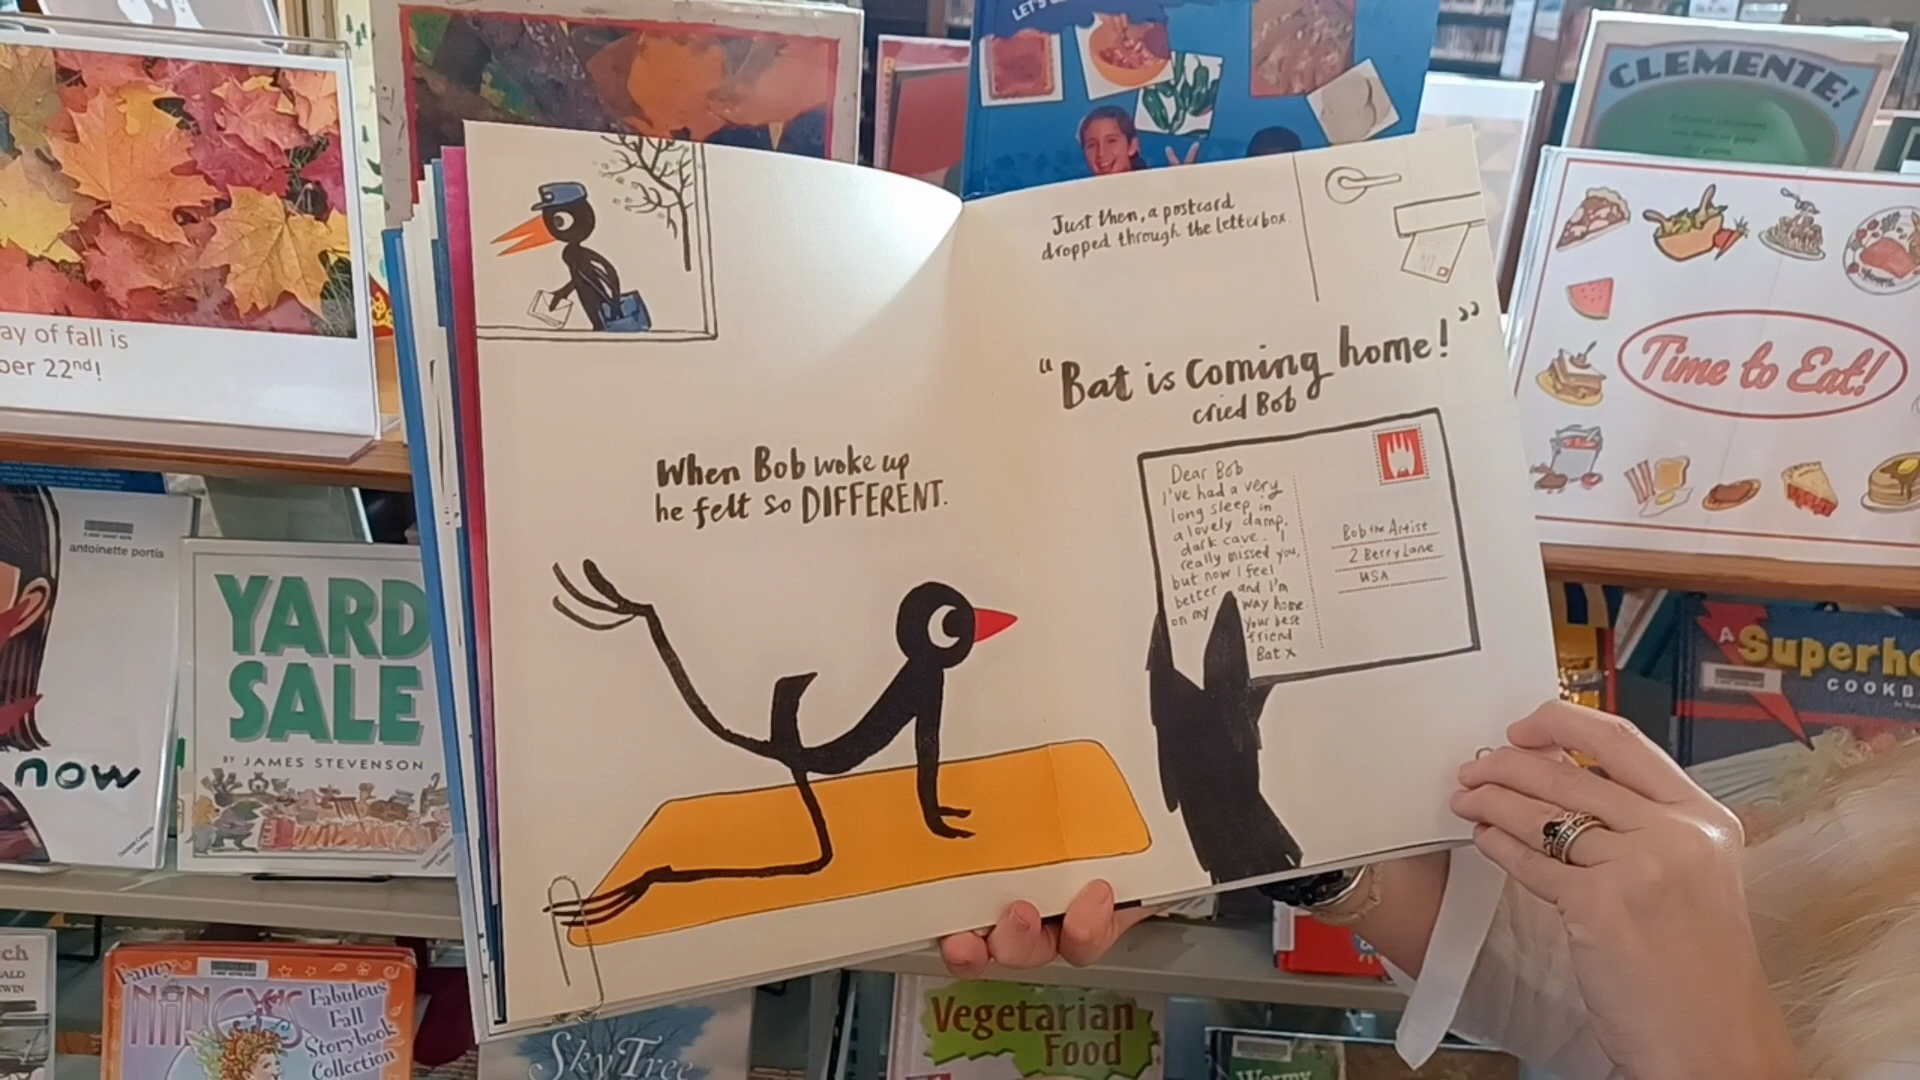 LET'S
CLEMENTE!
ay of fall is
ber 22nd!
Just then, a postcard
dropped through the letterbox.
"Bat is coming home!"
cried Bob
When Bob woke up
he felt so DIFFERENT.
Dear Bob
I've had a very
long sleep in
a lovely damp,
dark cave. I
really missed you,
but now I feel
better and I'm
on my way home
your best
friend
Bat x
Bob the Artist
2 Berry Lane
USA
Time to Eat!
antoinette portis
now
YARD
SALE
BY JAMES STEVENSON
A Superhe
COOKB
Fancy
NANCY'S
Fabulous
Fall
Storybook
Collection
Sky Tree
Vegetarian
Food
Wormy